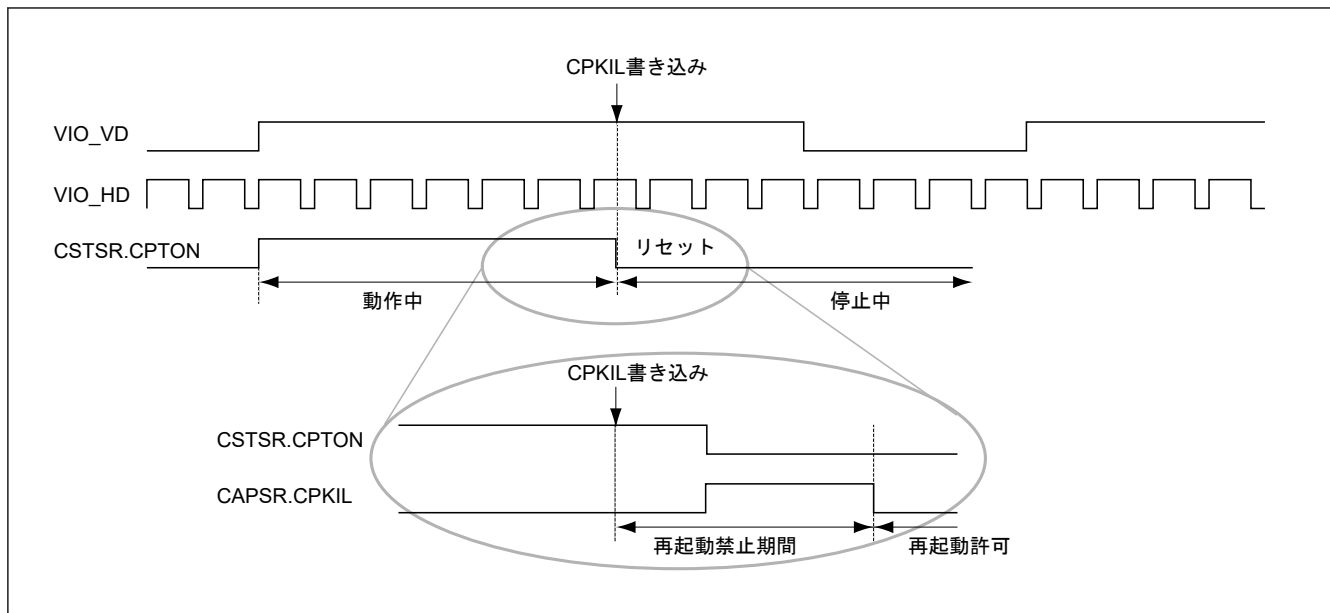 CPKIL書き込み
VIO_VD
VIO_HD
CSTSR.CPTON
リセット
動作中
停止中
CPKIL書き込み
CSTSR.CPTON
CAPSR.CPKIL
再起動禁止期間
再起動許可